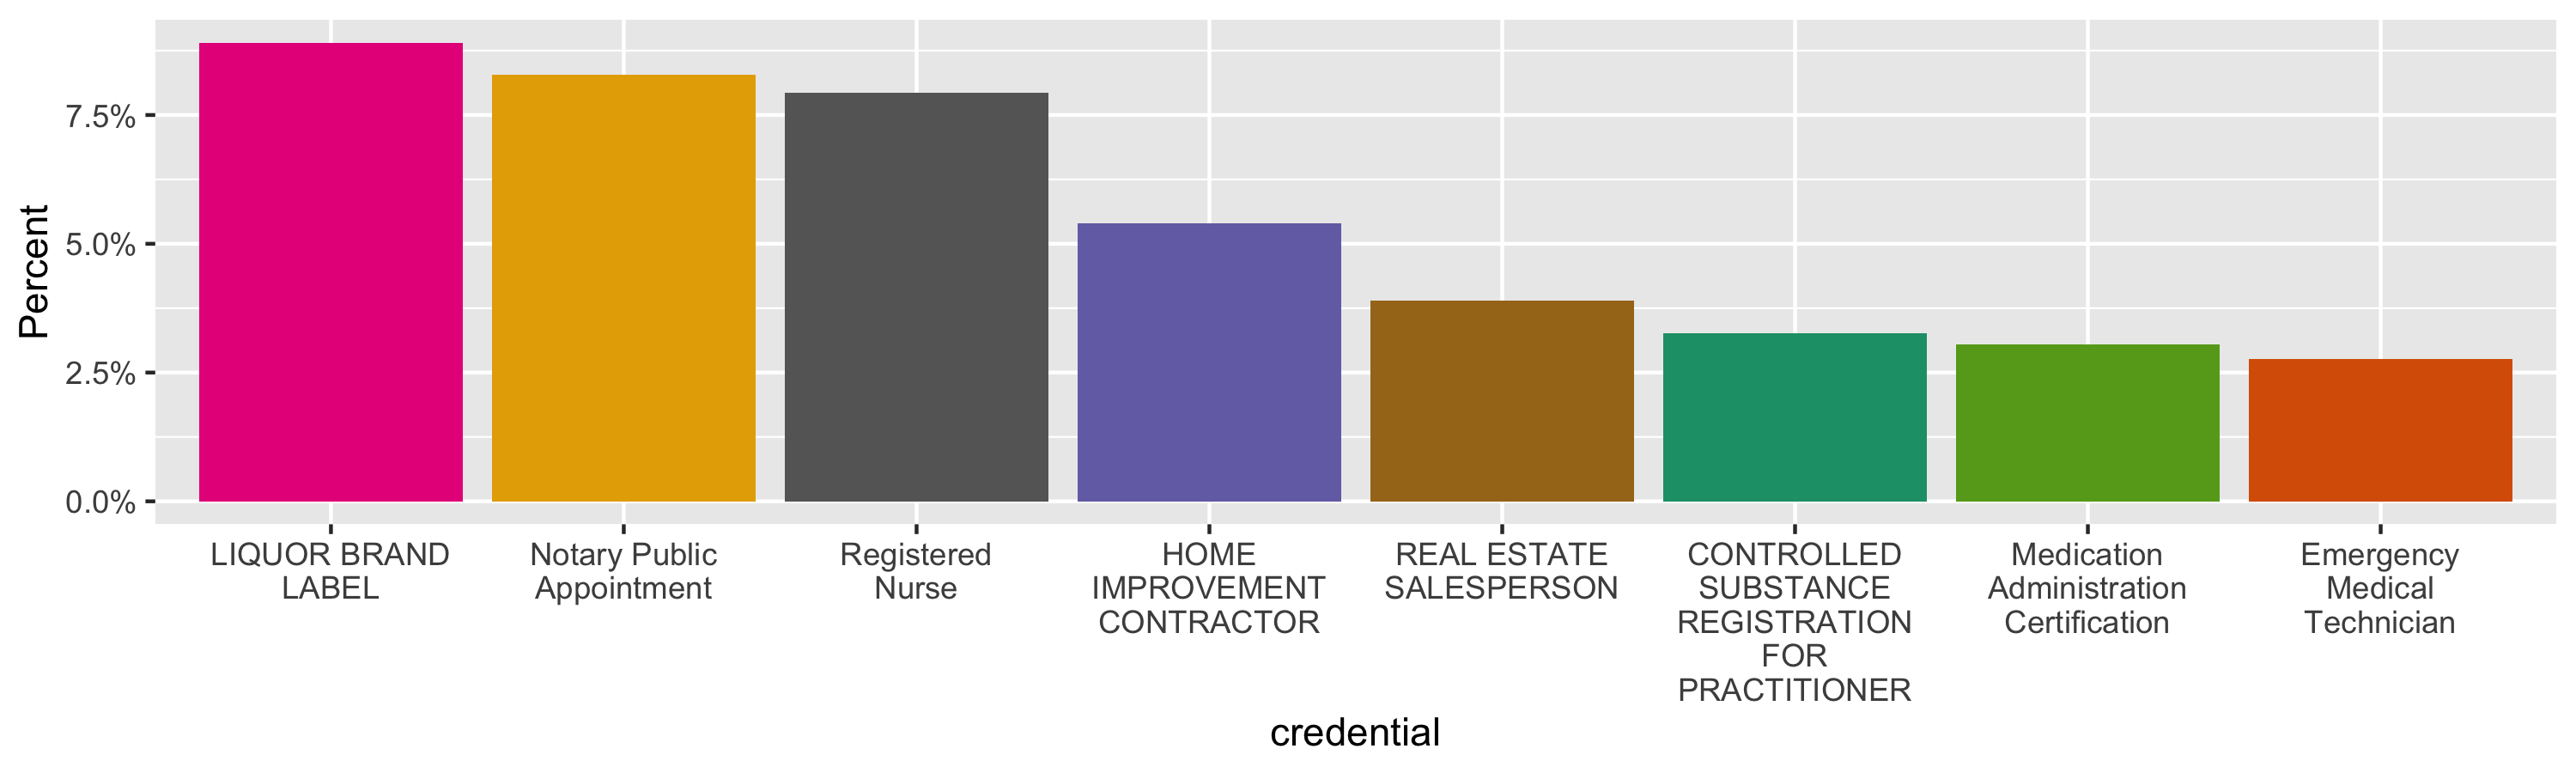 Percent
7.5%
5.0%
2.5%
0.0%
LIQUOR BRAND
LABEL
Notary Public
Appointment
Registered
Nurse
HOME
IMPROVEMENT
CONTRACTOR
REAL ESTATE
SALESPERSON
CONTROLLED
SUBSTANCE
REGISTRATION
FOR
PRACTITIONER
Medication
Administration
Certification
Emergency
Medical
Technician
credential